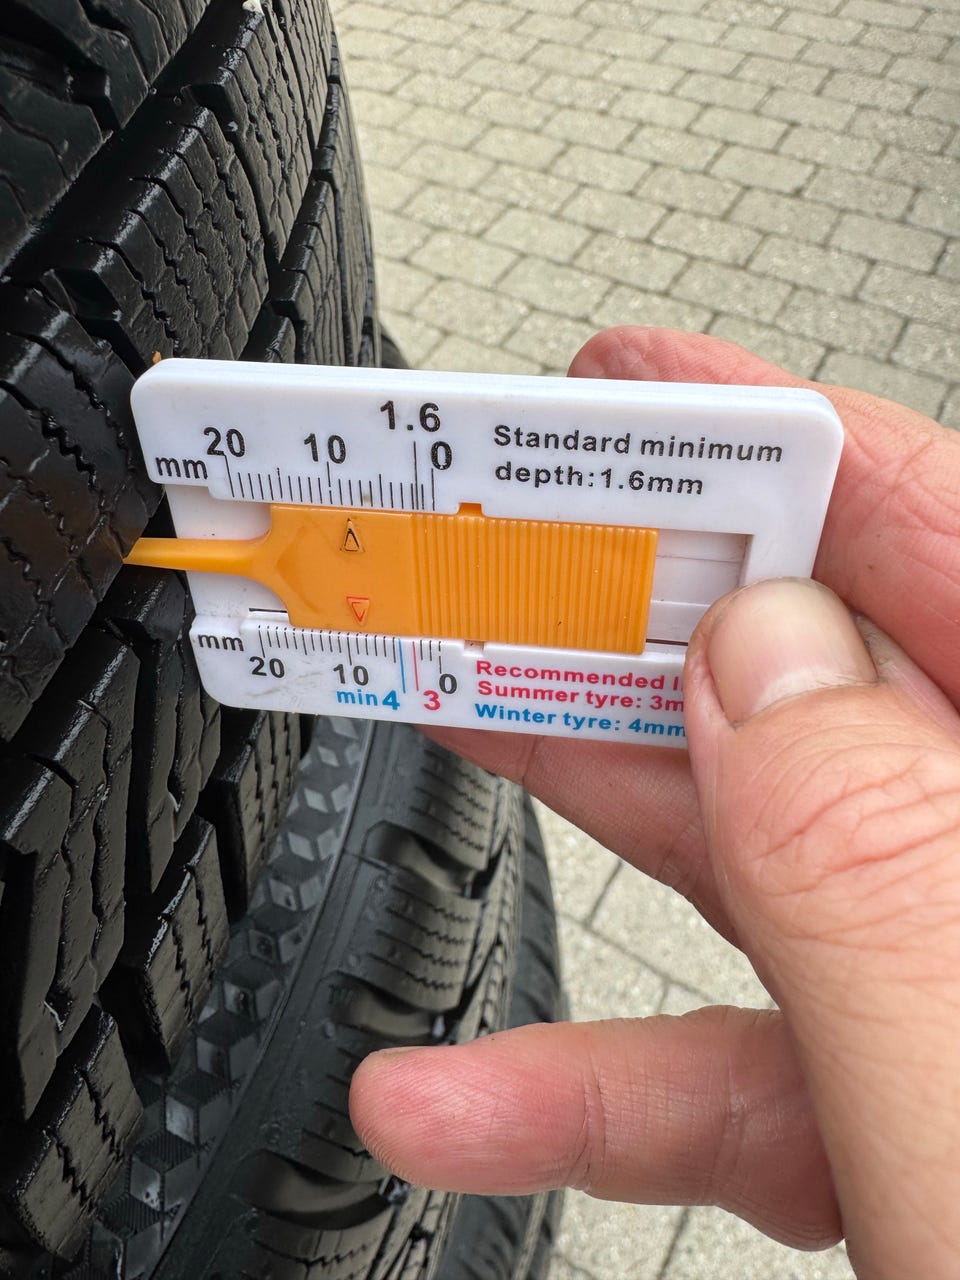 1.6
20 10 0
mm
Standard minimum
depth:1.6mm
mm
20 10 0
min 4 3
Recommended
Summer tyre: 3m
Winter tyre: 4mm